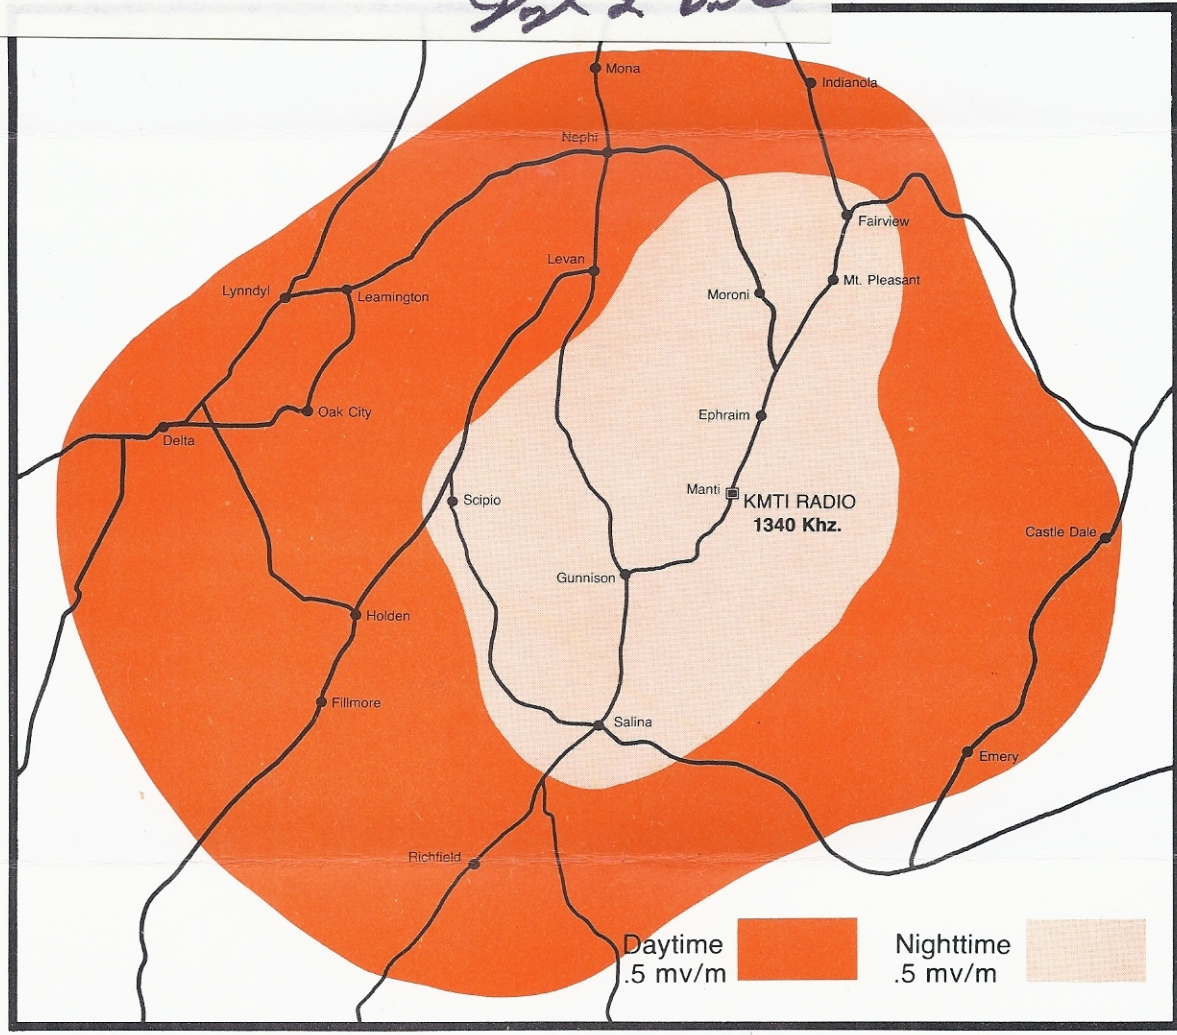 Mona
Indianola
Nephi
Fairview
Levan
Mt. Pleasant
Lynndyl
Leamington
Moroni
Oak City
Ephraim
Delta
Manti
KMTI RADIO
1340 Khz.
Scipio
Castle Dale
Gunnison
Holden
Fillmore
Salina
Emery
Richfield
Daytime
.5 mv/m
Nighttime
.5 mv/m